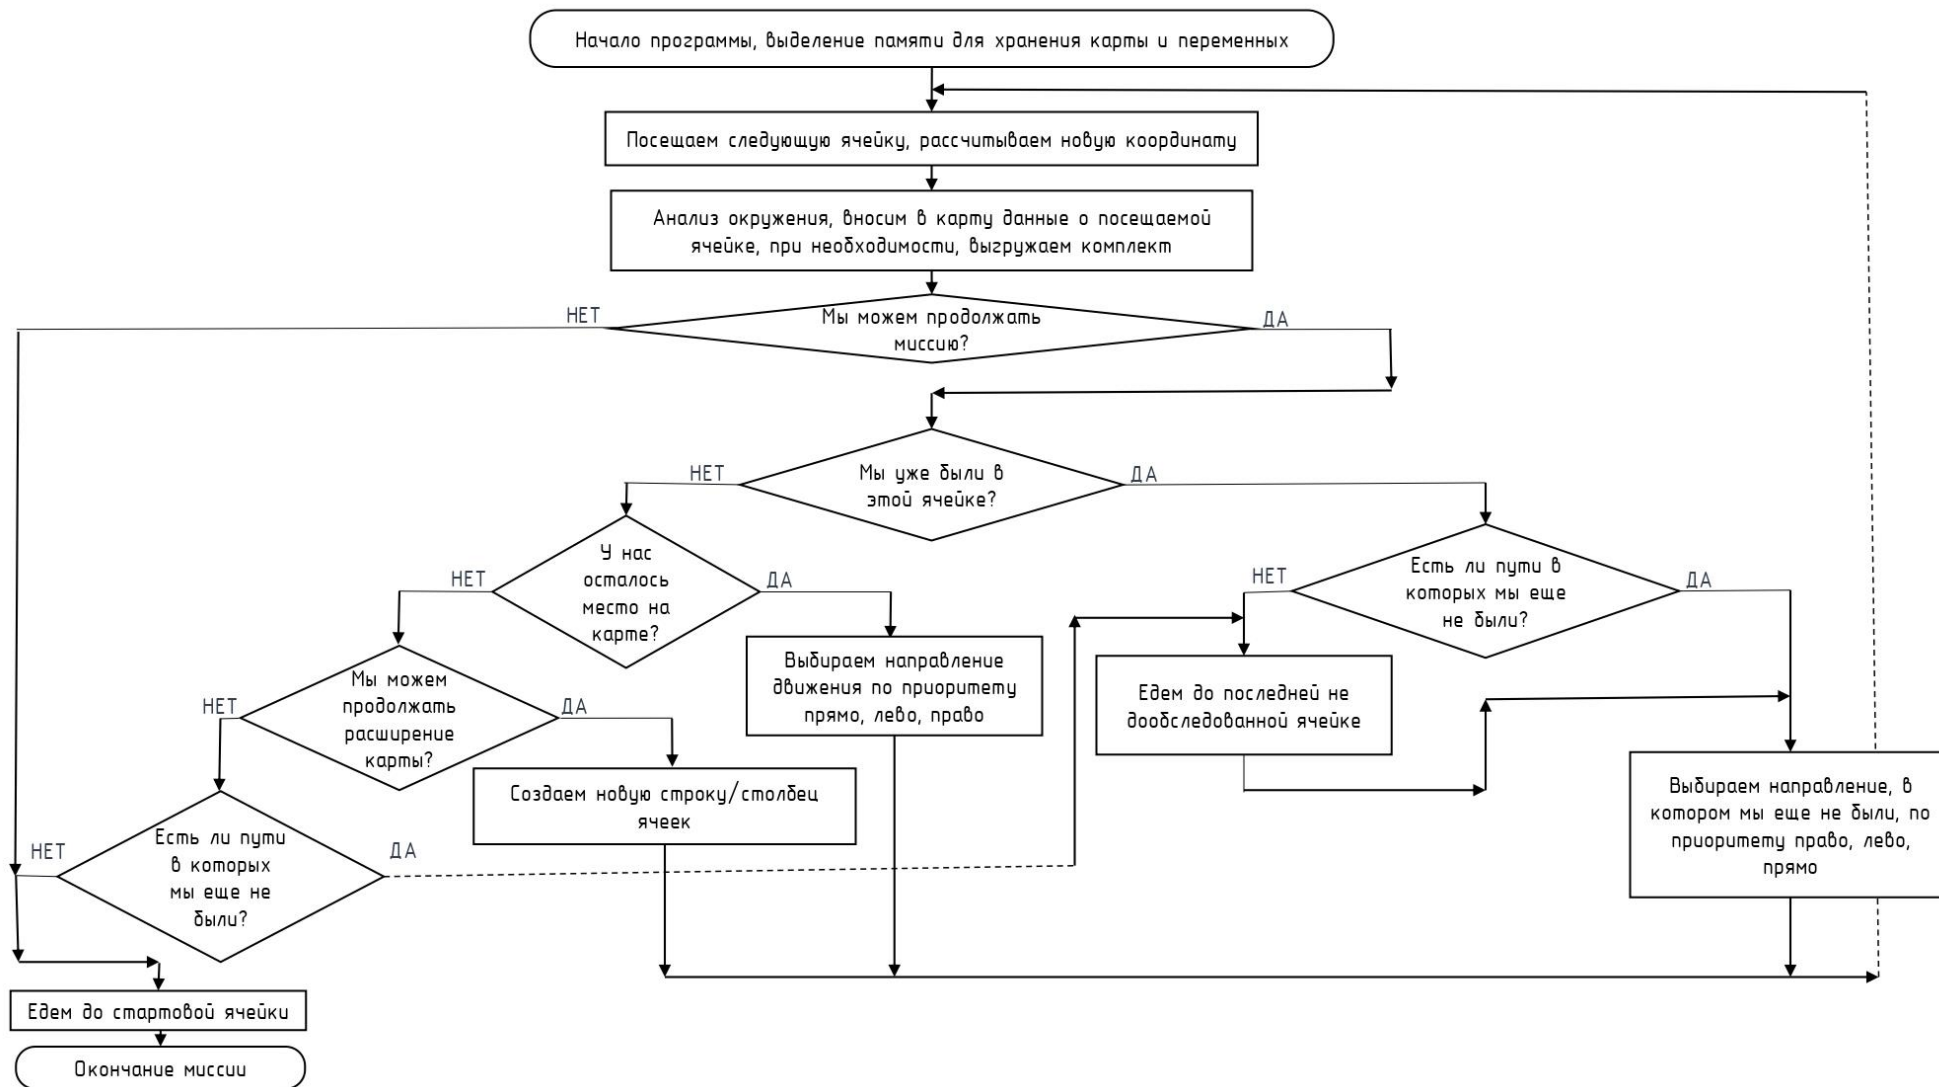 Начало программы, выделение памяти для хранения карты и переменных
Посещаем следующую ячейку, рассчитываем новую координату
Анализ окружения, вносим в карту данные о посещаемой
ячейке, при необходимости, выгружаем комплект
НЕТ
Мы можем продолжать
миссию?
ДА
НЕТ
Мы уже были в
этой ячейке?
ДА
НЕТ
У нас
осталось
место на
карте?
ДА
НЕТ
Есть ли пути в
которых мы еще
не были?
ДА
НЕТ
Мы можем
продолжать
расширение
карты?
ДА
Выбираем направление
движения по приоритету
прямо, лево, право
Едем до последней не
дообследованной ячейке
Создаем новую строку/столбец
ячеек
Выбираем направление, в
котором мы еще не были, по
приоритету право, лево,
прямо
НЕТ
Есть ли пути
в которых
мы еще не
были?
ДА
Едем до стартовой ячейки
Окончание миссии